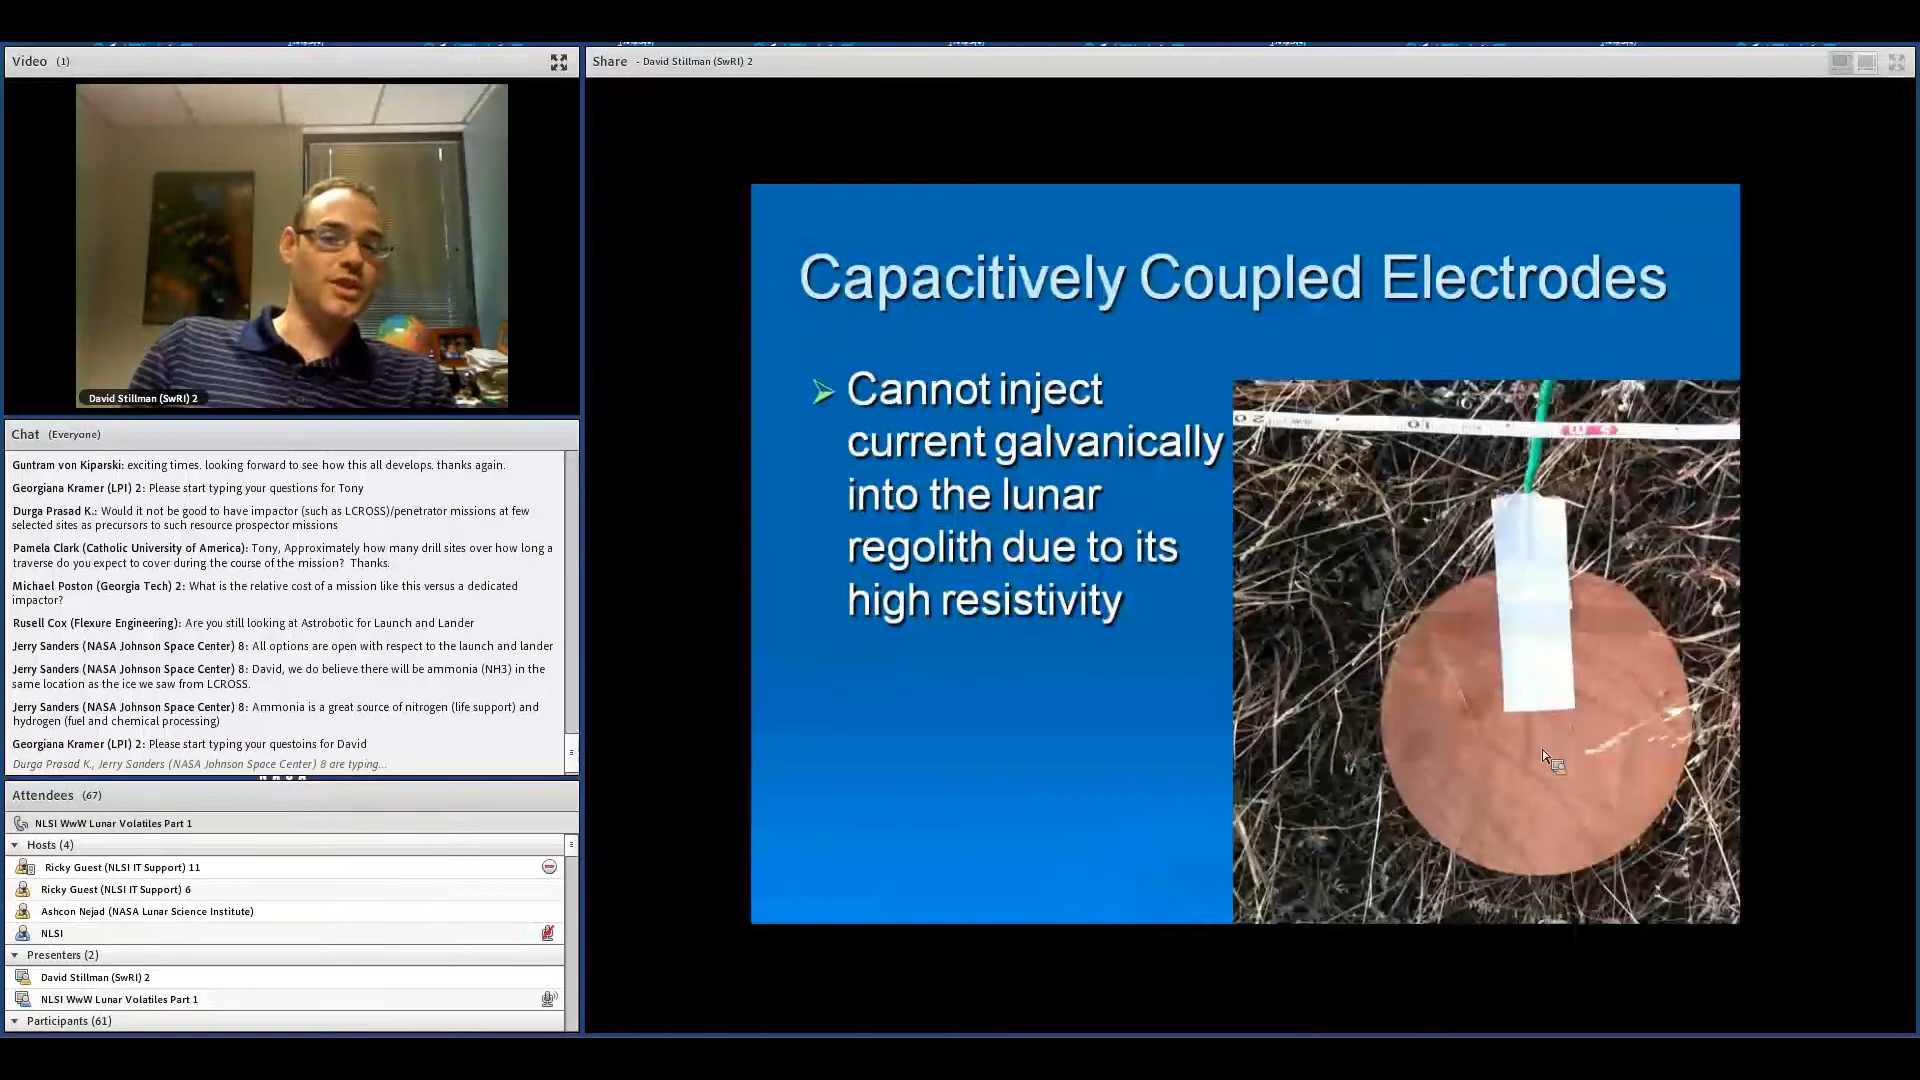 Video (1)
David Stillman (SwRI) 2
Chat (Everyone)
Guntram von Kiparski: exciting times. looking forward to see how this all develops. thanks again.
Georgiana Kramer (LPI) 2: Please start typing your questions for Tony
Durga Prasad K.: Would it not be good to have impactor (such as LCROSS)/penetrator missions at few
selected sites as precursors to such resource prospector missions
Pamela Clark (Catholic University of America): Tony, Approximately how many drill sites over how long a
traverse do you expect to cover during the course of the mission? Thanks.
Michael Poston (Georgia Tech) 2: What is the relative cost of a mission like this versus a dedicated
impactor?
Rusell Cox (Flexure Engineering): Are you still looking at Astrobotic for Launch and Lander
Jerry Sanders (NASA Johnson Space Center) 8: All options are open with respect to the launch and lander
Jerry Sanders (NASA Johnson Space Center) 8: David, we do believe there will be ammonia (NH3) in the
same location as the ice we saw from LCROSS.
Jerry Sanders (NASA Johnson Space Center) 8: Ammonia is a great source of nitrogen (life support) and
hydrogen (fuel and chemical processing)
Georgiana Kramer (LPI) 2: Please start typing your questoins for David
Durga Prasad K., Jerry Sanders (NASA Johnson Space Center) 8 are typing...
Attendees (67)
NLSI WwW Lunar Volatiles Part 1
Hosts (4)
Ricky Guest (NLSI IT Support) 11
Ricky Guest (NLSI IT Support) 6
Ashcon Nejad (NASA Lunar Science Institute)
NLSI
Presenters (2)
David Stillman (SwRI) 2
NLSI WwW Lunar Volatiles Part 1
Participants (61)
Share - David Stillman (SwRI) 2
Capacitively Coupled Electrodes
Cannot inject
current galvanically
into the lunar
regolith due to its
high resistivity